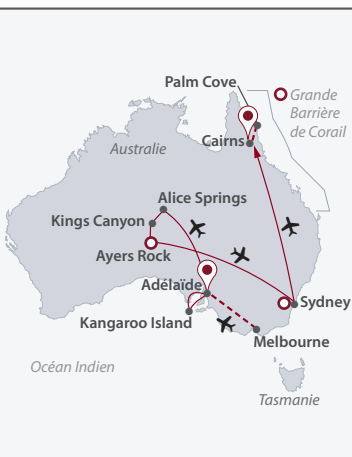 Palm Cove
Grande
Barrière
de Corail
Cairns
Australie
Alice Springs
Kings Canyon
Ayers Rock
Adélaïde
Sydney
Kangaroo Island
Melbourne
Océan Indien
Tasmanie